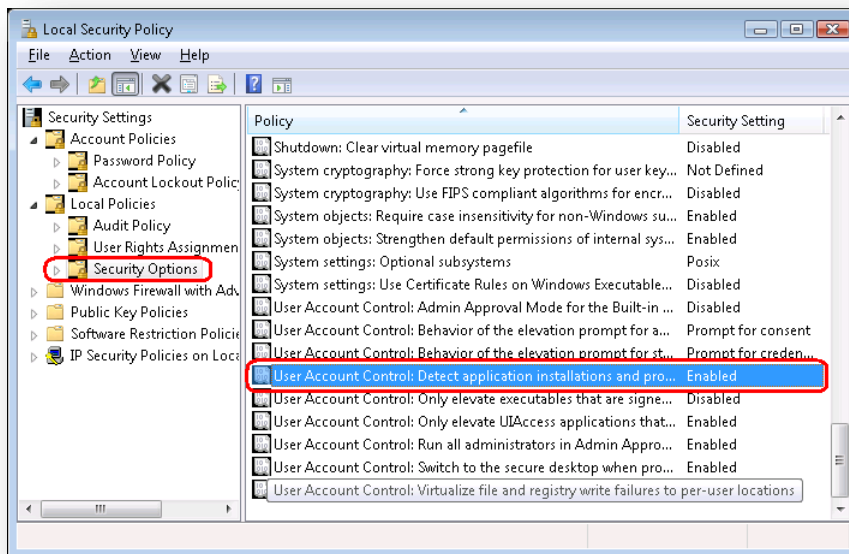 Local Security Policy
File Action View Help
Security Settings
Account Policies
Password Policy
Account Lockout Polic
Local Policies
Audit Policy
User Rights Assignmen
Security Options
Windows Firewall with Adv
Public Key Policies
Software Restriction Policie
IP Security Policies on Loca
Policy Security Setting
Shutdown: Clear virtual memory pagefile Disabled
System cryptography: Force strong key protection for user key... Not Defined
System cryptography: Use FIPS compliant algorithms for encr... Disabled
System objects: Require case insensitivity for non-Windows su... Enabled
System objects: Strengthen default permissions of internal sys... Enabled
System settings: Optional subsystems Posix
System settings: Use Certificate Rules on Windows Executable... Disabled
User Account Control: Admin Approval Mode for the Built-in ... Disabled
User Account Control: Behavior of the elevation prompt for a... Prompt for consent
User Account Control: Behavior of the elevation prompt for st... Prompt for creden...
User Account Control: Detect application installations and pro... Enabled
User Account Control: Only elevate executables that are signe... Disabled
User Account Control: Only elevate UIAccess applications that... Enabled
User Account Control: Run all administrators in Admin Appro... Enabled
User Account Control: Switch to the secure desktop when pro... Enabled
User Account Control: Virtualize file and registry write failures to per-user locations